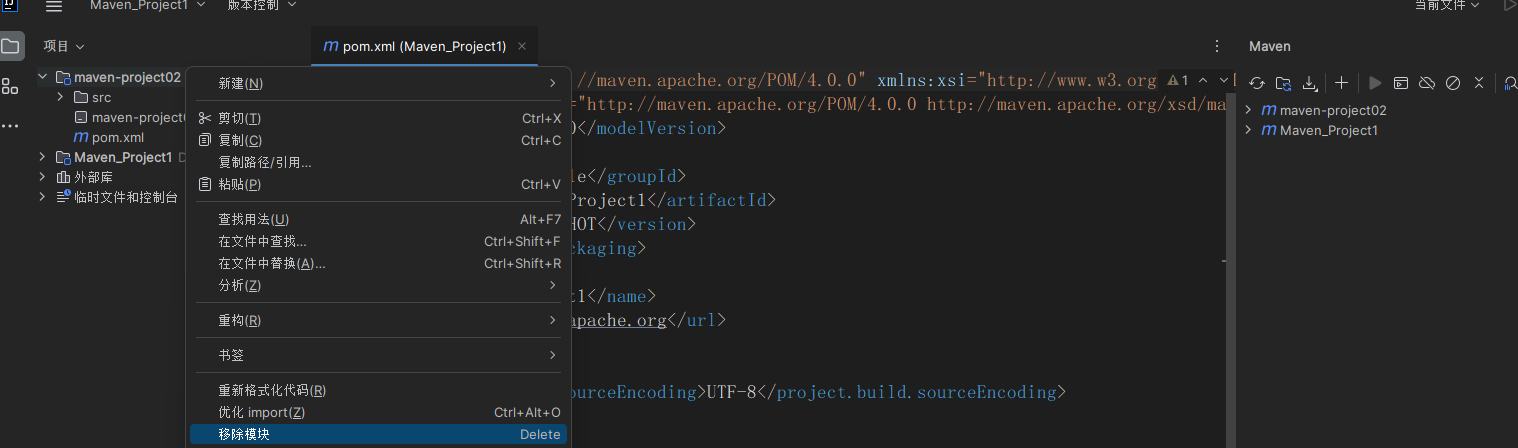 Maven_Project1
版本控制
当前文件
项目
pom.xml (Maven_Project1)
Maven
maven-project02
src
maven-project
pom.xml
Maven_Project1
外部库
临时文件和控制台
新建(N)
剪切(T) Ctrl+X
复制(C) Ctrl+C
复制路径/引用...
粘贴(P) Ctrl+V
查找用法(U) Alt+F7
在文件中查找... Ctrl+Shift+F
在文件中替换(A)... Ctrl+Shift+R
分析(Z)
重构(R)
书签
重新格式化代码(R)
优化 import(Z) Ctrl+Alt+O
移除模块 Delete
//maven.apache.org/POM/4.0.0" xmlns:xsi="http://www.w3.org
1
="http://maven.apache.org/POM/4.0.0 http://maven.apache.org/xsd/ma
</modelVersion>
le</groupId>
Project1</artifactId>
HOT</version>
ckaging>
t1</name>
apache.org</url>
ourceEncoding>UTF-8</project.build.sourceEncoding>
maven-project02
Maven_Project1